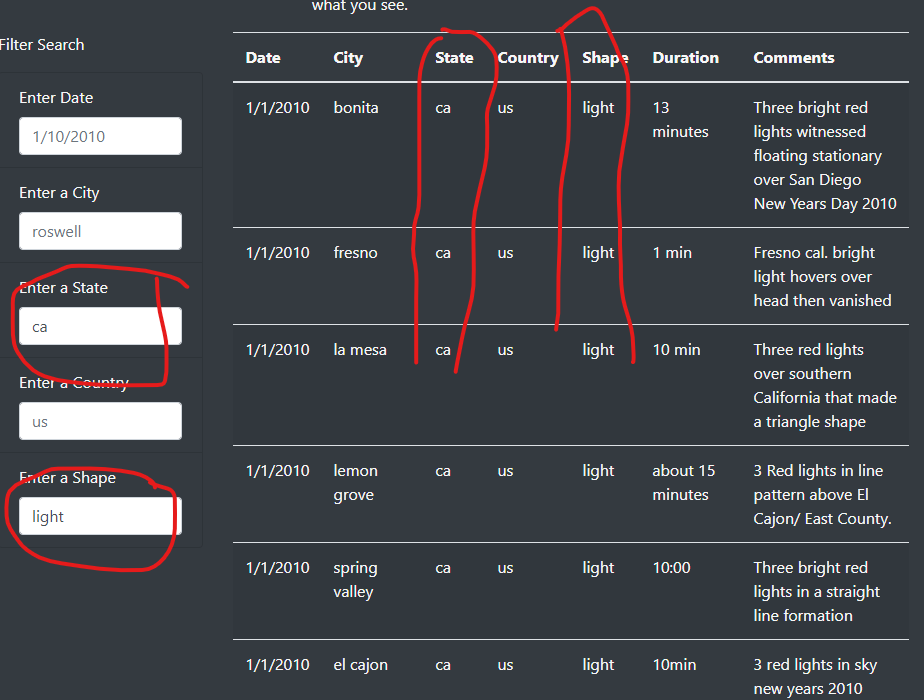 what you see.
Filter Search
Enter Date
1/10/2010
Enter a City
roswell
Enter a State
ca
Enter a Country
us
Enter a Shape
light
Date City State Country Shape Duration Comments
1/1/2010 bonita ca us light 13 Three bright red
minutes lights witnessed
floating stationary
over San Diego
New Years Day 2010
1/1/2010 fresno ca us light 1 min Fresno cal. bright
light hovers over
head then vanished
1/1/2010 la mesa ca us light 10 min Three red lights
over southern
California that made
a triangle shape
1/1/2010 lemon ca us light about 15 3 Red lights in line
grove minutes pattern above El
Cajon/ East County.
1/1/2010 spring ca us light 10:00 Three bright red
valley lights in a straight
line formation
1/1/2010 el cajon ca us light 10min 3 red lights in sky
new years 2010